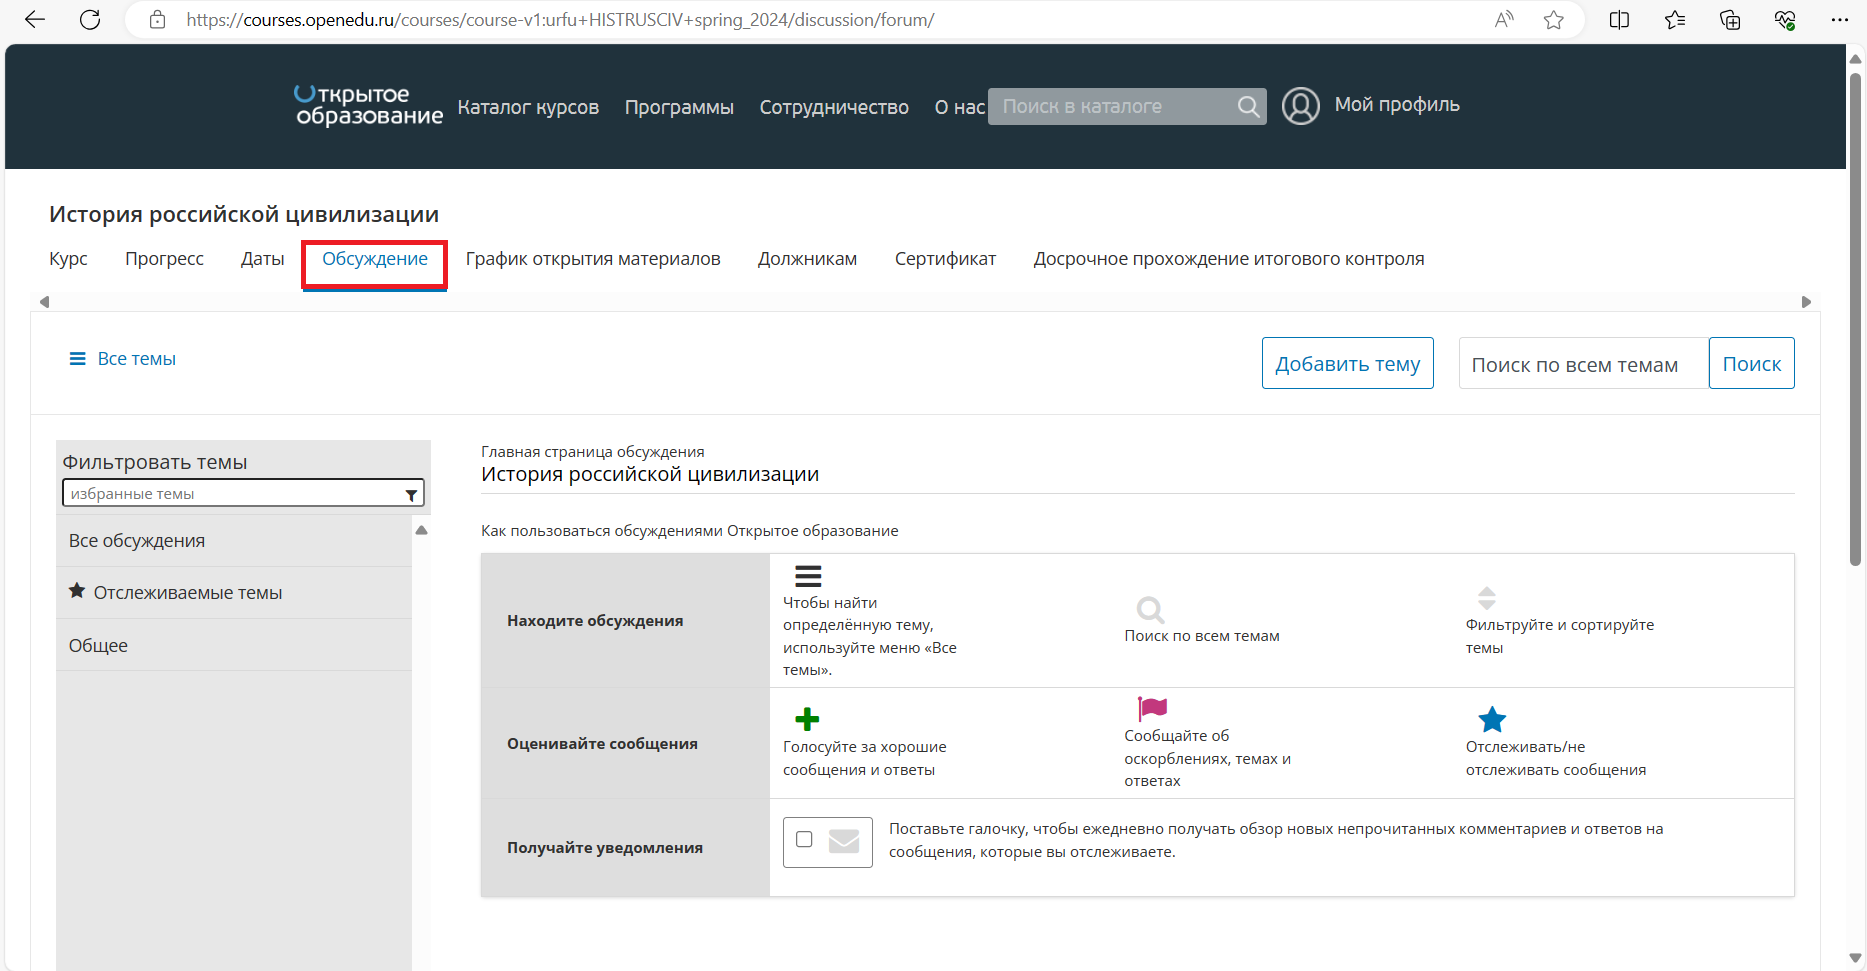 https://courses.openedu.ru/courses/course-v1:urfu+HISTRUSCIV+spring_2024/discussion/forum/
Открытое
образование
Каталог курсов
Программы
Сотрудничество
О нас
Поиск в каталоге
Мой профиль
История российской цивилизации
Курс
Прогресс
Даты
Обсуждение
График открытия материалов
Должникам
Сертификат
Досрочное прохождение итогового контроля
Все темы
Добавить тему
Поиск по всем темам
Поиск
Фильтровать темы
избранные темы
Все обсуждения
Отслеживаемые темы
Общее
Главная страница обсуждения
История российской цивилизации
Как пользоваться обсуждениями Открытое образование
Находите обсуждения
Чтобы найти
определённую тему,
используйте меню «Все
темы».
Поиск по всем темам
Фильтруйте и сортируйте
темы
Оценивайте сообщения
Голосуйте за хорошие
сообщения и ответы
Сообщайте об
оскорблениях, темах и
ответах
Отслеживать/не
отслеживать сообщения
Получайте уведомления
Поставьте галочку, чтобы ежедневно получать обзор новых непрочитанных комментариев и ответов на
сообщения, которые вы отслеживаете.